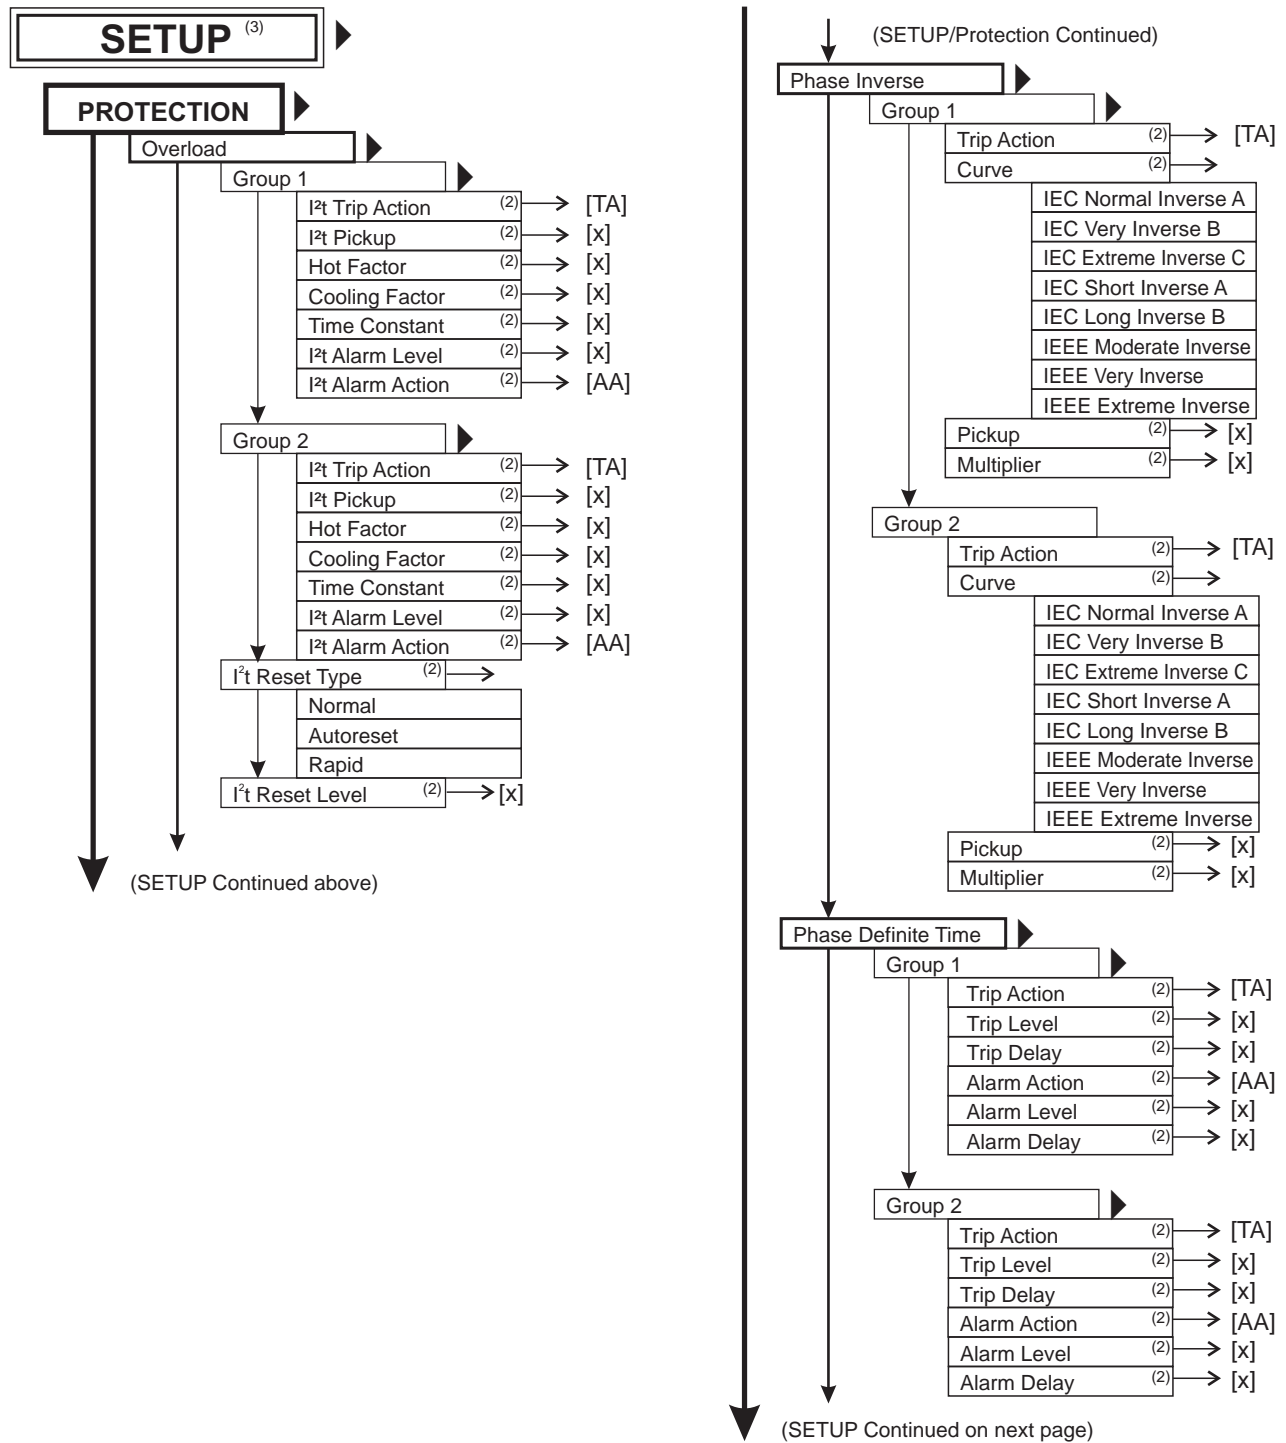 SETUP (3)
PROTECTION
Overload
Group 1
I²t Trip Action (2) [TA]
I²t Pickup (2) [x]
Hot Factor (2) [x]
Cooling Factor (2) [x]
Time Constant (2) [x]
I²t Alarm Level (2) [x]
I²t Alarm Action (2) [AA]
Group 2
I²t Trip Action (2) [TA]
I²t Pickup (2) [x]
Hot Factor (2) [x]
Cooling Factor (2) [x]
Time Constant (2) [x]
I²t Alarm Level (2) [x]
I²t Alarm Action (2) [AA]
I²t Reset Type (2)
Normal
Autoreset
Rapid
I²t Reset Level (2) [x]
(SETUP Continued above)
(SETUP/Protection Continued)
Phase Inverse
Group 1
Trip Action (2) [TA]
Curve (2)
IEC Normal Inverse A
IEC Very Inverse B
IEC Extreme Inverse C
IEC Short Inverse A
IEC Long Inverse B
IEEE Moderate Inverse
IEEE Very Inverse
IEEE Extreme Inverse
Pickup (2) [x]
Multiplier (2) [x]
Group 2
Trip Action (2) [TA]
Curve (2)
IEC Normal Inverse A
IEC Very Inverse B
IEC Extreme Inverse C
IEC Short Inverse A
IEC Long Inverse B
IEEE Moderate Inverse
IEEE Very Inverse
IEEE Extreme Inverse
Pickup (2) [x]
Multiplier (2) [x]
Phase Definite Time
Group 1
Trip Action (2) [TA]
Trip Level (2) [x]
Trip Delay (2) [x]
Alarm Action (2) [AA]
Alarm Level (2) [x]
Alarm Delay (2) [x]
Group 2
Trip Action (2) [TA]
Trip Level (2) [x]
Trip Delay (2) [x]
Alarm Action (2) [AA]
Alarm Level (2) [x]
Alarm Delay (2) [x]
(SETUP Continued on next page)